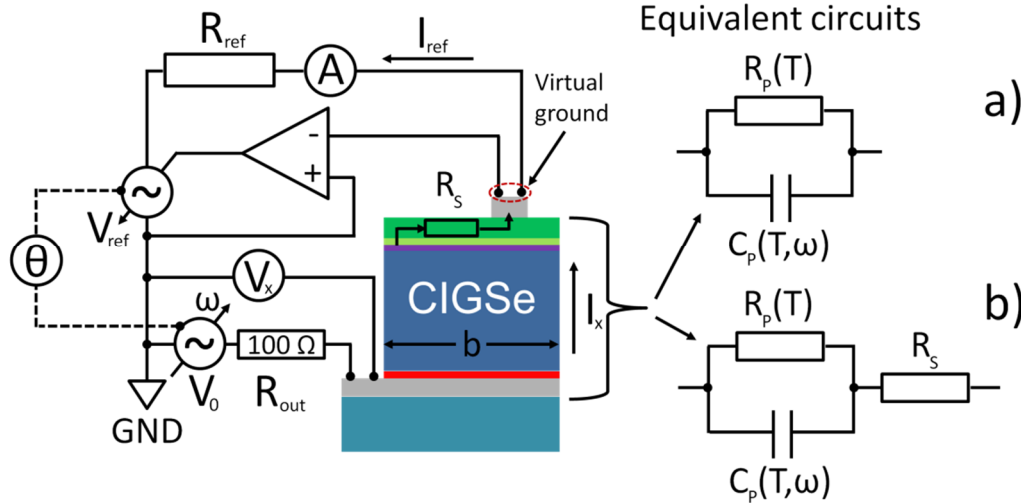 Equivalent circuits
R_ref
A
I_ref
Virtual
ground
-
+
R_S
V_ref
θ
V_x
ω
100 Ω
V_0
R_out
GND
CIGSe
b
I_x
a)
R_P(T)
C_P(T,ω)
b)
R_P(T)
R_S
C_P(T,ω)